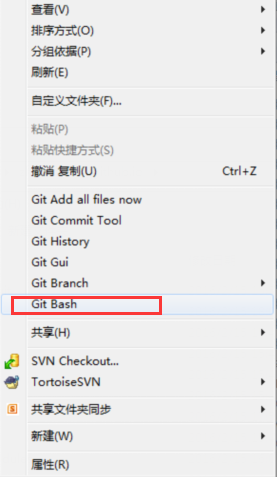 查看(V)
排序方式(O)
分组依据(P)
刷新(E)
自定义文件夹(F)...
粘贴(P)
粘贴快捷方式(S)
撤消 复制(U) Ctrl+Z
Git Add all files now
Git Commit Tool
Git History
Git Gui
Git Branch
Git Bash
共享(H)
SVN Checkout...
TortoiseSVN
共享文件夹同步
新建(W)
属性(R)